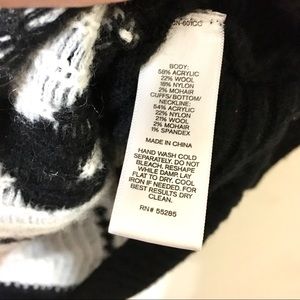 BODY:
58% ACRYLIC
22% WOOL
18% NYLON
2% MOHAIR
CUFFS/ BOTTOM/
NECKLINE:
54% ACRYLIC
22% NYLON
21% WOOL
2% MOHAIR
1% SPANDEX
MADE IN CHINA
HAND WASH COLD
SEPARATELY. DO NOT
BLEACH. RESHAPE
WHILE DAMP. LAY
FLAT TO DRY. COOL
IRON IF NEEDED. FOR
BEST RESULTS DRY
CLEAN.
RN# 55285